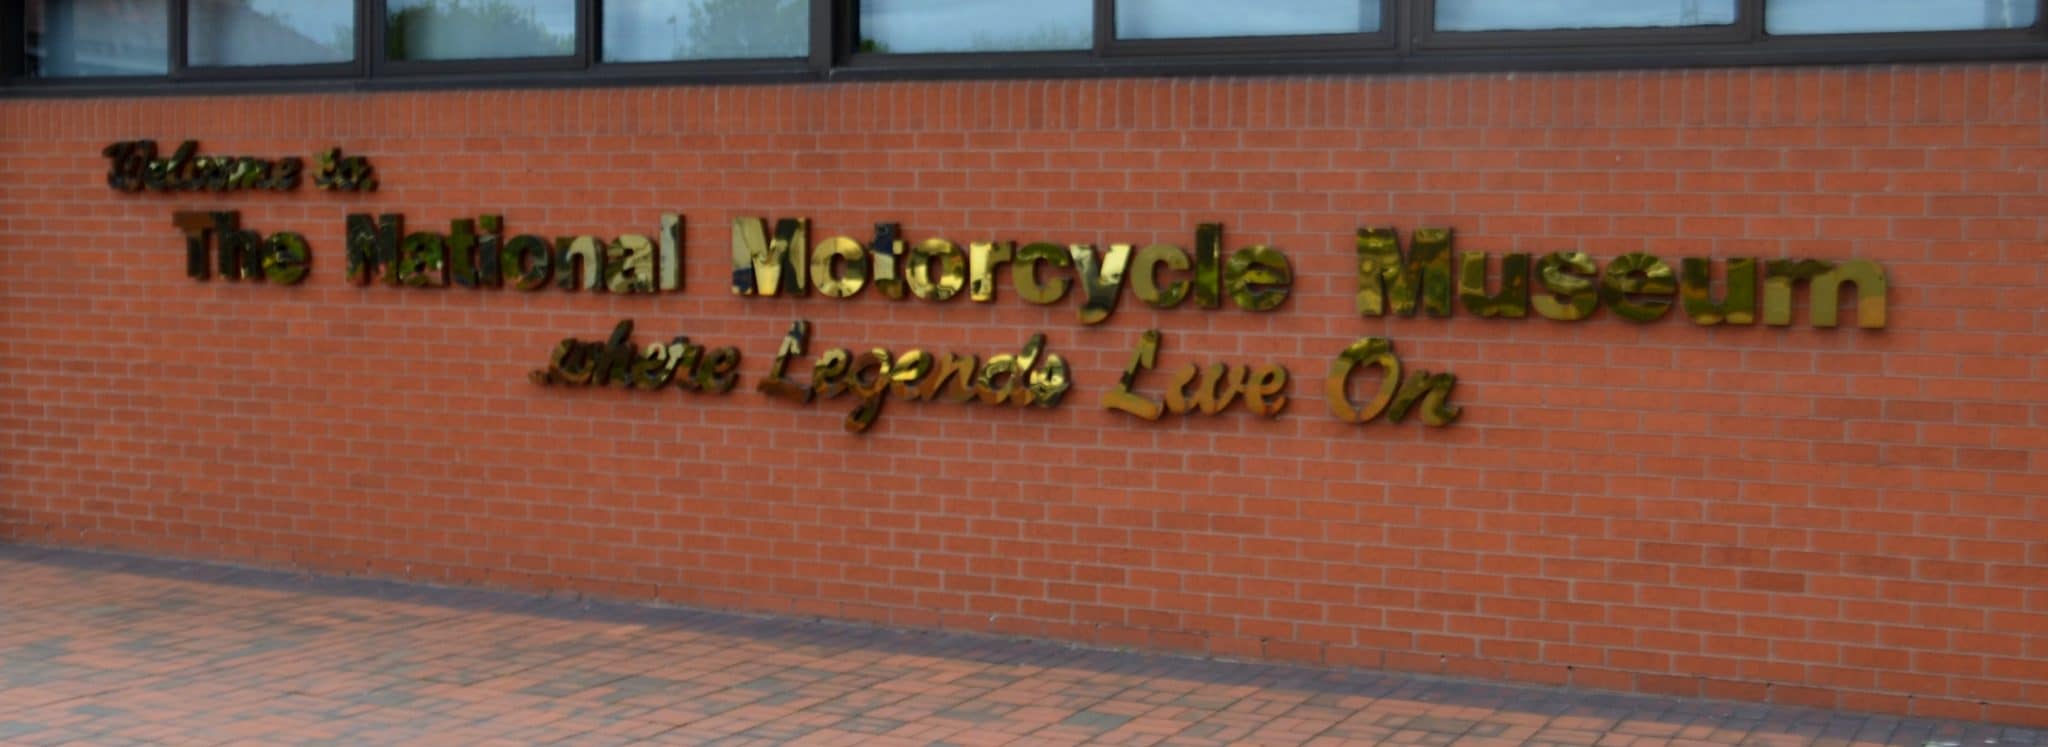 Welcome to
The National Motorcycle Museum
...where Legends Live On